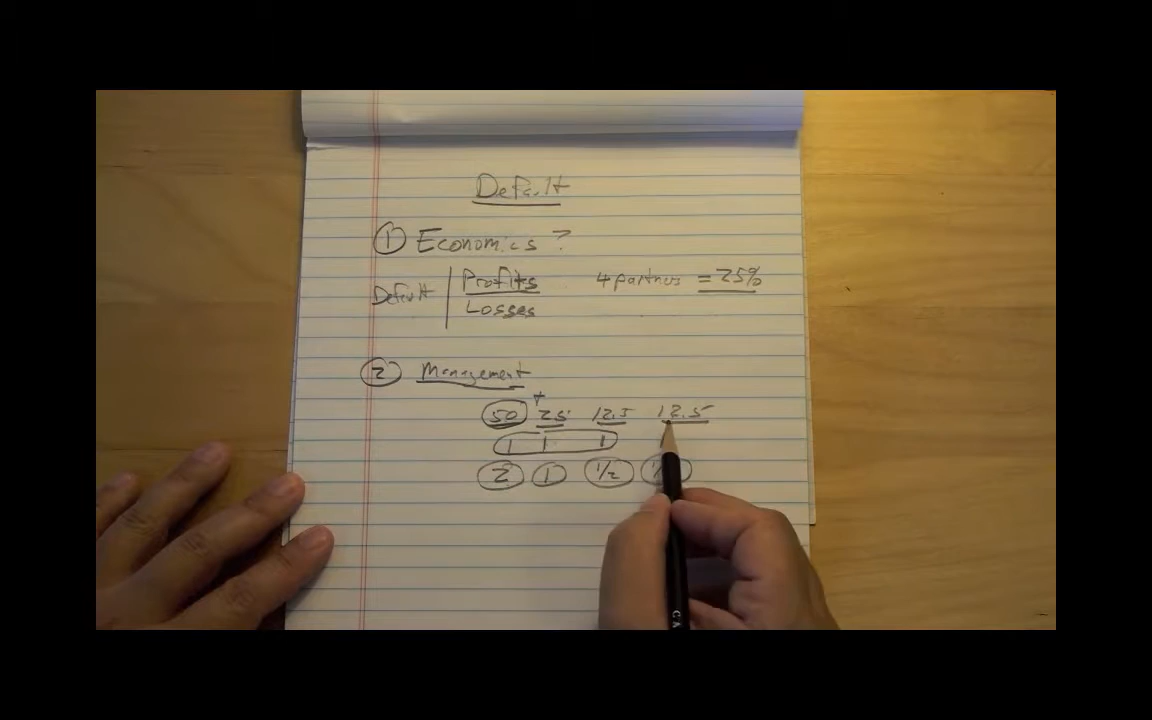 Default
① Economics ?
Default | Profits 4 partners = 25%
Losses
② Management
50 + 25 12.5 12.5
1 1 1
2 1 1/2